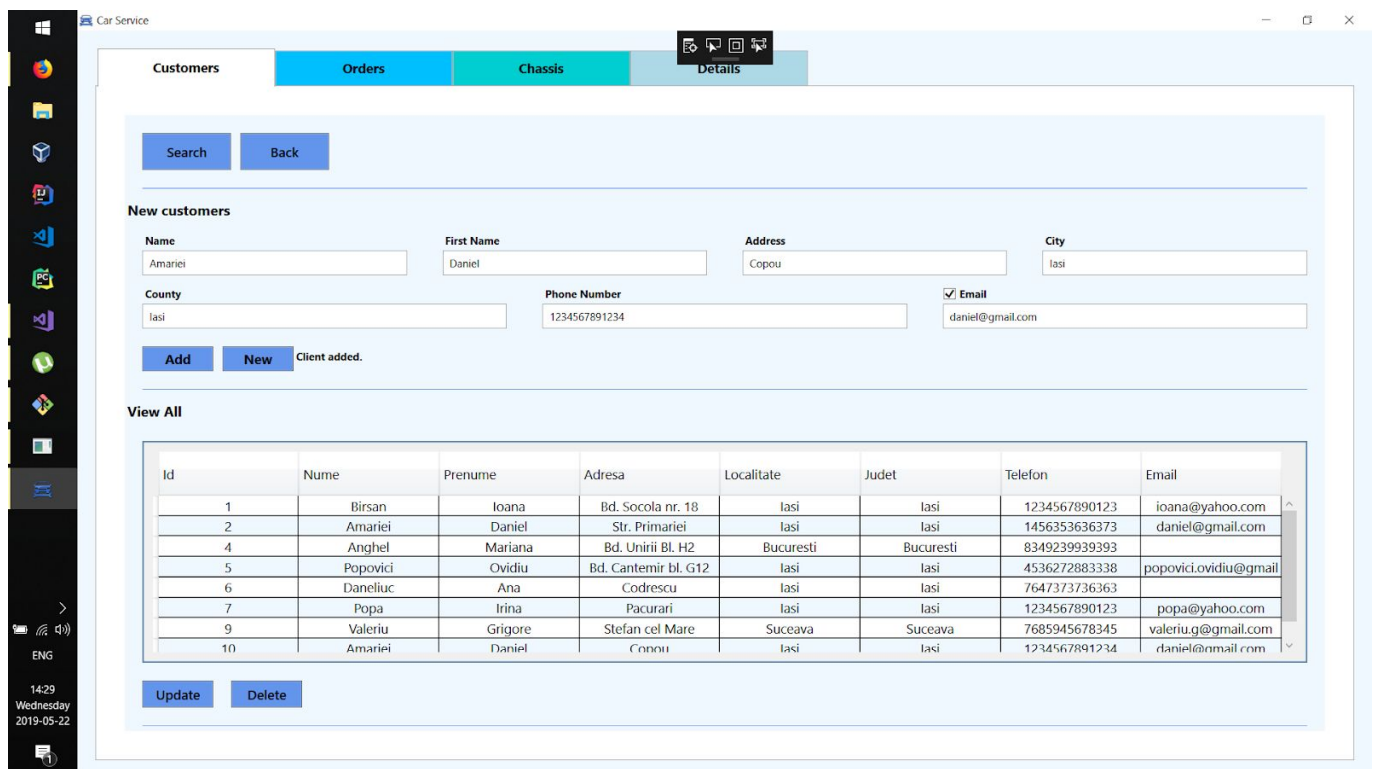 Car Service
Customers Orders Chassis Details
Search Back
New customers
Name First Name Address City
Amariei Daniel Copou Iasi
County Phone Number Email
Iasi 1234567891234 daniel@gmail.com
Add New Client added.
View All
Id Nume Prenume Adresa Localitate Judet Telefon Email
1 Birsan Ioana Bd. Socola nr. 18 Iasi Iasi 1234567890123 ioana@yahoo.com
2 Amariei Daniel Str. Primariei Iasi Iasi 1456353636373 daniel@gmail.com
4 Anghel Mariana Bd. Unirii Bl. H2 Bucuresti Bucuresti 8349239939393
5 Popovici Ovidiu Bd. Cantemir bl. G12 Iasi Iasi 4536272883338 popovici.ovidiu@gmail
6 Daneliuc Ana Codrescu Iasi Iasi 7647373736363
7 Popa Irina Pacurari Iasi Iasi 1234567890123 popa@yahoo.com
9 Valeriu Grigore Stefan cel Mare Suceava Suceava 7685945678345 valeriu.g@gmail.com
10 Amariei Daniel Copou Iasi Iasi 1234567891234 daniel@gmail.com
Update Delete
ENG
14:29
Wednesday
2019-05-22
1